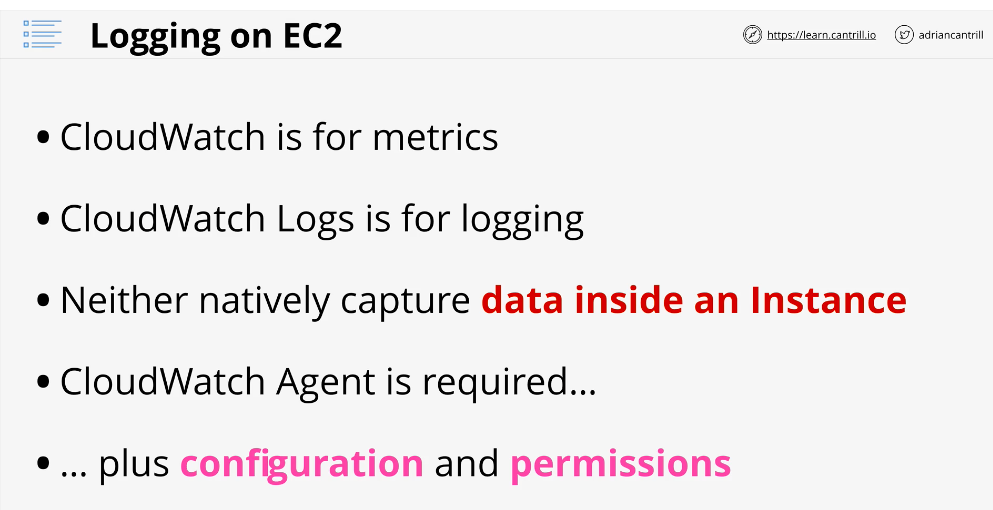 Logging on EC2
https://learn.cantrill.io
adriancantrill
• CloudWatch is for metrics
• CloudWatch Logs is for logging
• Neither natively capture data inside an Instance
• CloudWatch Agent is required...
• ... plus configuration and permissions